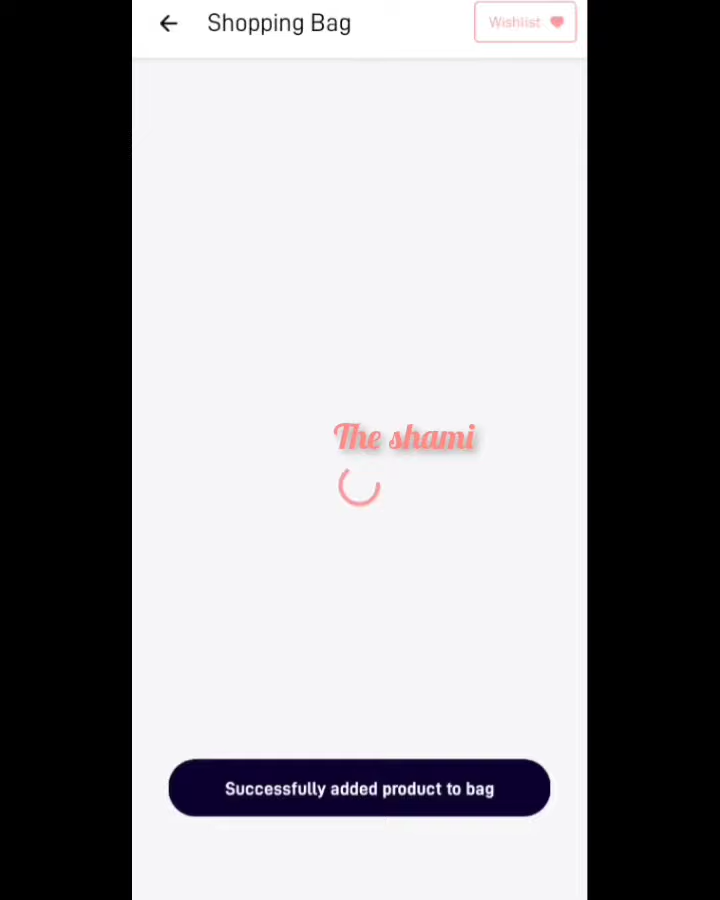 Shopping Bag
Wishlist
The shami
Successfully added product to bag